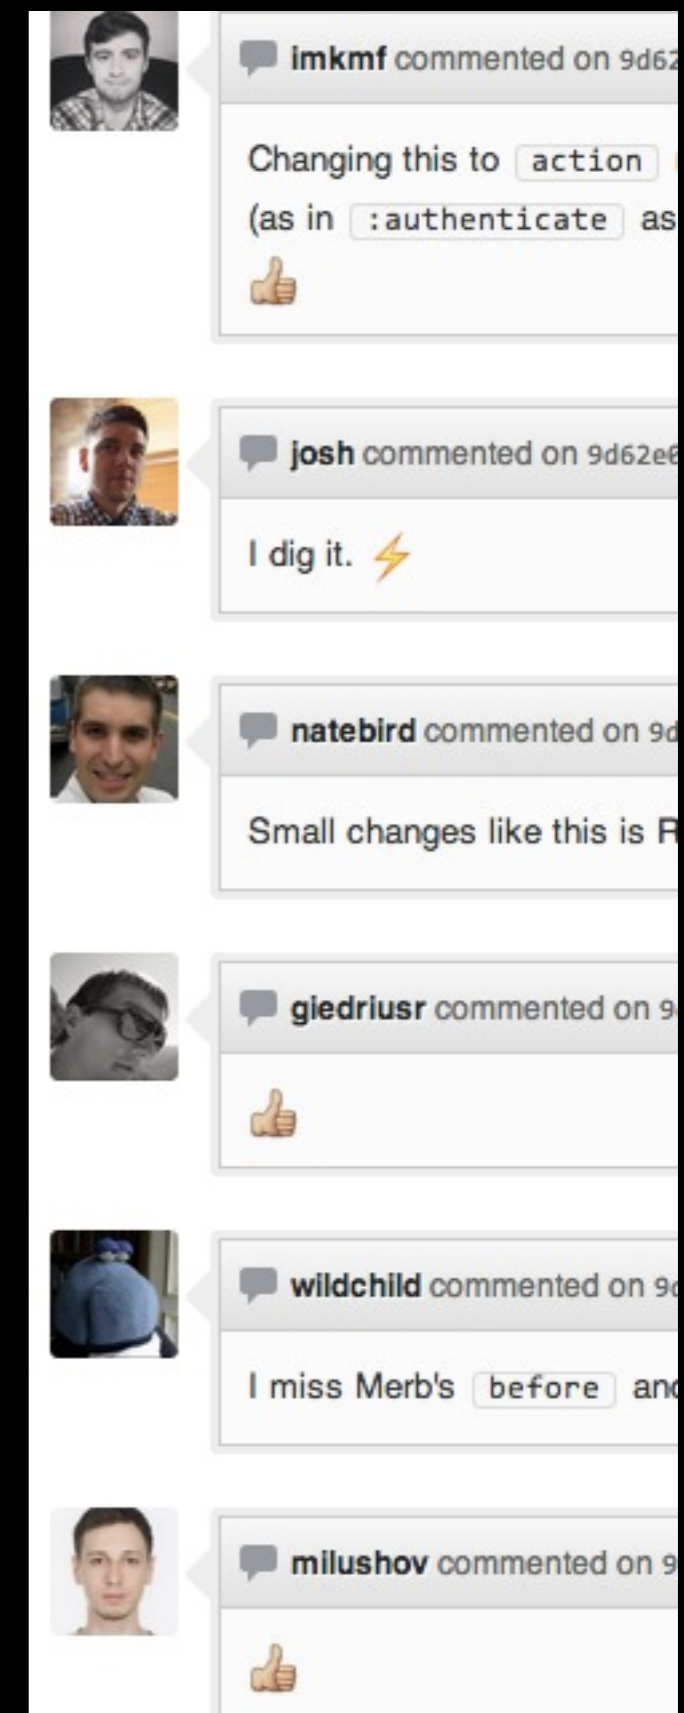 imkmf commented on 9d62
Changing this to action
(as in :authenticate as
josh commented on 9d62e
I dig it.
natebird commented on 9d
Small changes like this is R
giedriusr commented on 9
wildchild commented on 9
I miss Merb's before and
milushov commented on 9